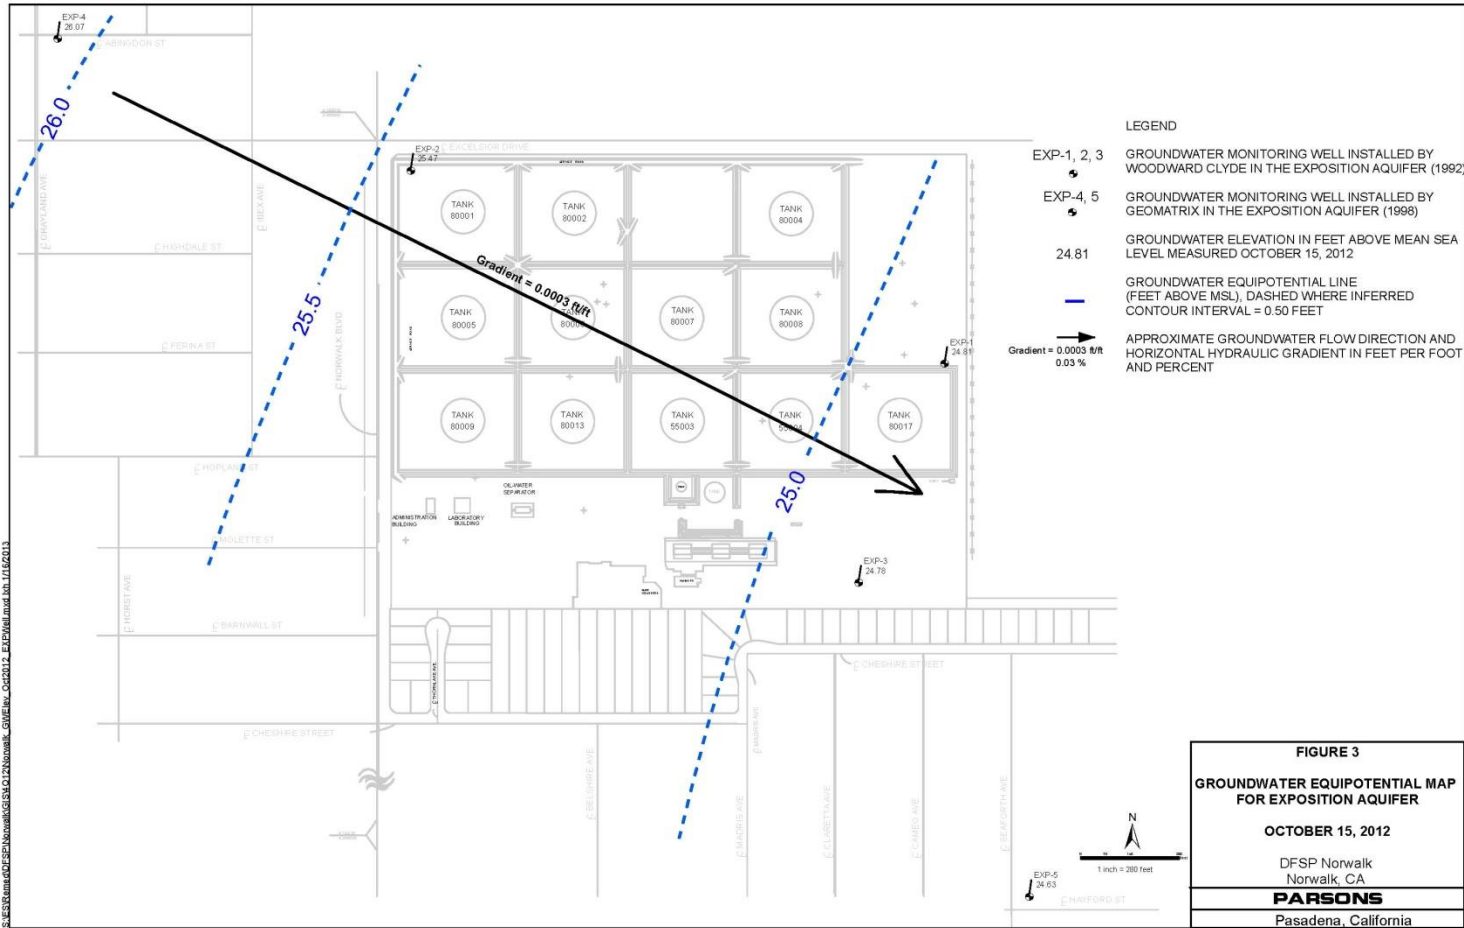 EXP-4
26.07
℄ ABINGDON ST
26.0
℄ GRAYLAND AVE
℄ IBEX AVE
EXP-2
25.47
℄ EXCELSIOR DRIVE
TANK
80001
TANK
80002
TANK
80004
℄ HIGHDALE ST
Gradient = 0.0003 ft/ft
25.5
TANK
80005
TANK
TANK
80007
TANK
80008
℄ FERINA ST
℄ NORWALK BLVD
EXP-1
24.81
TANK
80009
TANK
80013
TANK
55003
TANK
55004
TANK
80017
℄ HOPLAND ST
25.0
OIL-WATER
SEPARATOR
ADMINISTRATION
BUILDING
LABORATORY
BUILDING
℄ MOLETTE ST
EXP-3
24.78
℄ HORST AVE
℄ BARNWALL ST
℄ THORNLAKE AVE
℄ CHESHIRE STREET
℄ CHESHIRE STREET
℄ MADRIS AVE
℄ BELSHIRE AVE
℄ MADRIS AVE
℄ CLARETTA AVE
℄ CAMEO AVE
℄ SEAFORTH AVE
EXP-5
24.63
℄ HAYFORD ST
LEGEND
EXP-1, 2, 3 GROUNDWATER MONITORING WELL INSTALLED BY
WOODWARD CLYDE IN THE EXPOSITION AQUIFER (1992)
EXP-4, 5 GROUNDWATER MONITORING WELL INSTALLED BY
GEOMATRIX IN THE EXPOSITION AQUIFER (1998)
24.81 GROUNDWATER ELEVATION IN FEET ABOVE MEAN SEA
LEVEL MEASURED OCTOBER 15, 2012
GROUNDWATER EQUIPOTENTIAL LINE
(FEET ABOVE MSL), DASHED WHERE INFERRED
CONTOUR INTERVAL = 0.50 FEET
APPROXIMATE GROUNDWATER FLOW DIRECTION AND
Gradient = 0.0003 ft/ft HORIZONTAL HYDRAULIC GRADIENT IN FEET PER FOOT
0.03 % AND PERCENT
N
1 inch = 280 feet
FIGURE 3
GROUNDWATER EQUIPOTENTIAL MAP
FOR EXPOSITION AQUIFER
OCTOBER 15, 2012
DFSP Norwalk
Norwalk, CA
PARSONS
Pasadena, California